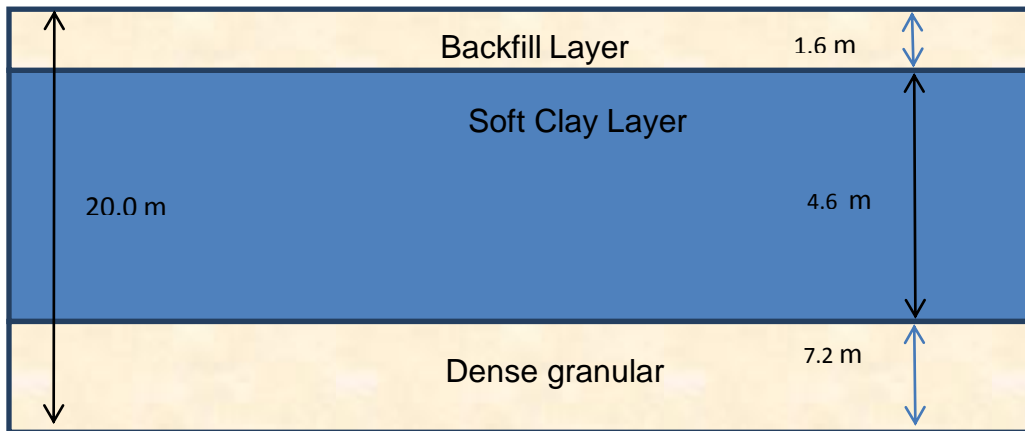 Backfill Layer
1.6 m
Soft Clay Layer
20.0 m
4.6 m
7.2 m
Dense granular